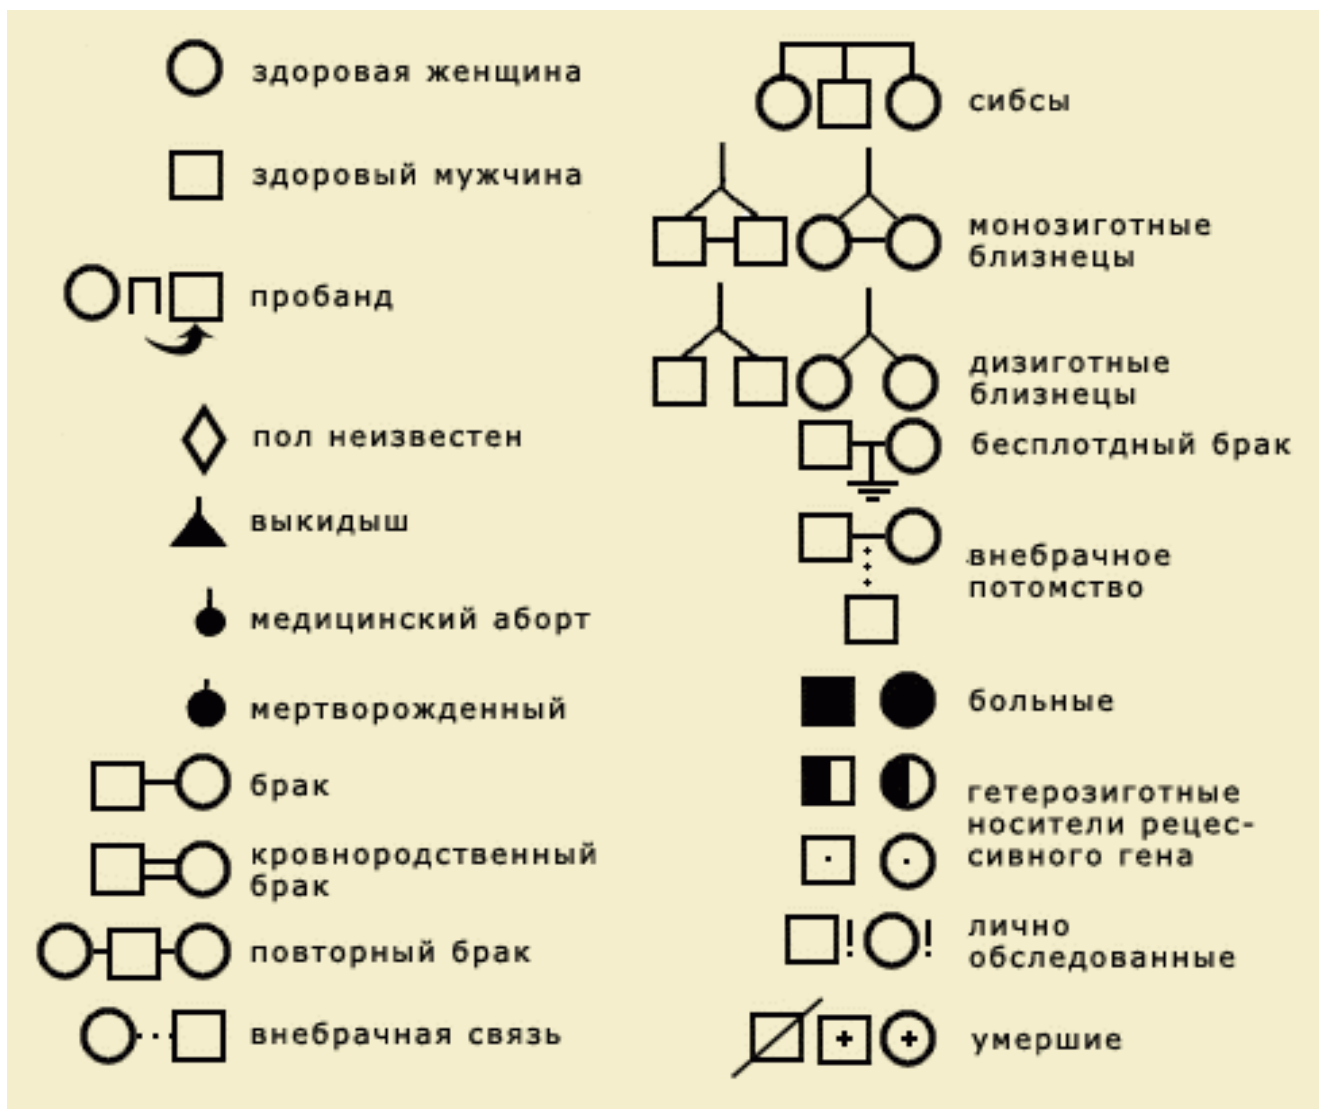 здоровая женщина
здоровый мужчина
П
пробанд
пол неизвестен
выкидыш
медицинский аборт
мертворожденный
брак
кровнородственный
брак
повторный брак
внебрачная связь
сибсы
монозиготные
близнецы
дизиготные
близнецы
бесплотдный брак
внебрачное
потомство
больные
гетерозиготные
носители рецес-
сивного гена
! !
лично
обследованные
умершие